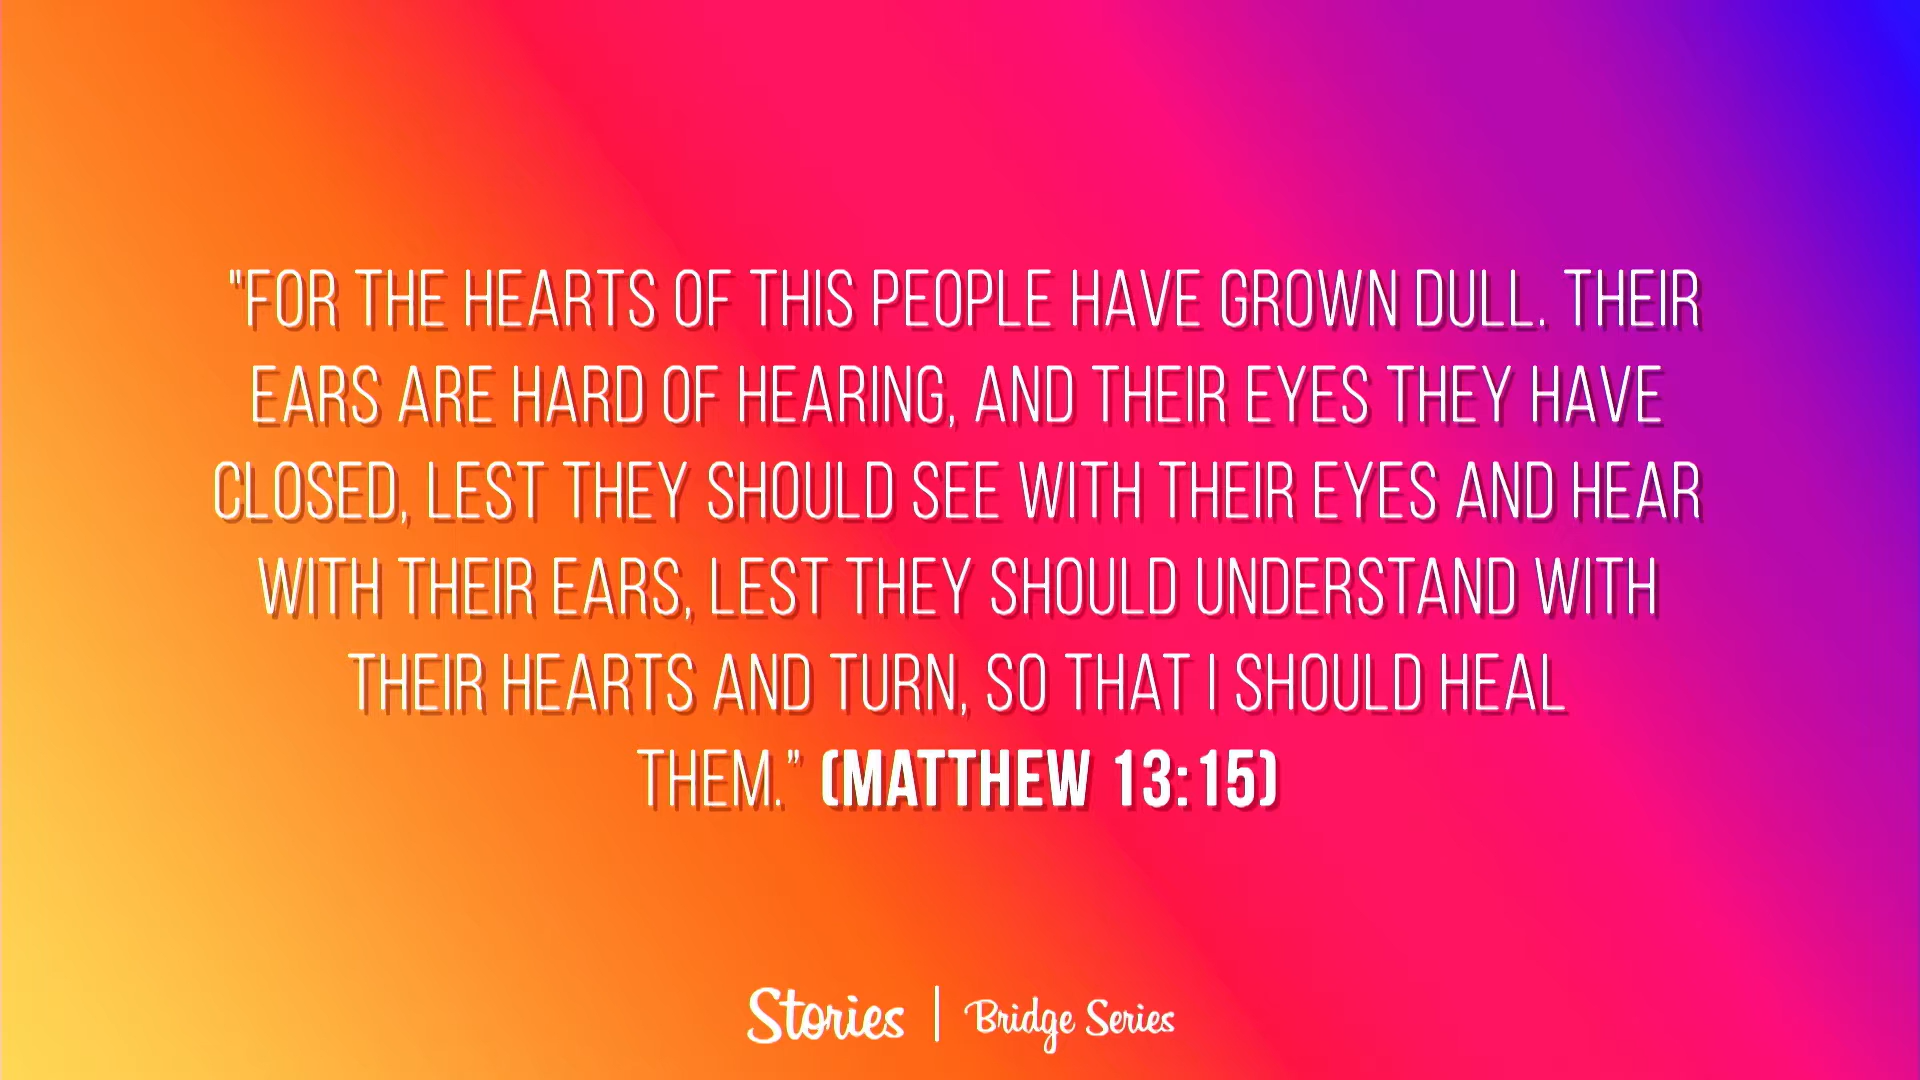 "FOR THE HEARTS OF THIS PEOPLE HAVE GROWN DULL. THEIR
EARS ARE HARD OF HEARING, AND THEIR EYES THEY HAVE
CLOSED, LEST THEY SHOULD SEE WITH THEIR EYES AND HEAR
WITH THEIR EARS, LEST THEY SHOULD UNDERSTAND WITH
THEIR HEARTS AND TURN, SO THAT I SHOULD HEAL
THEM.” (MATTHEW 13:15)
Stories | Bridge Series